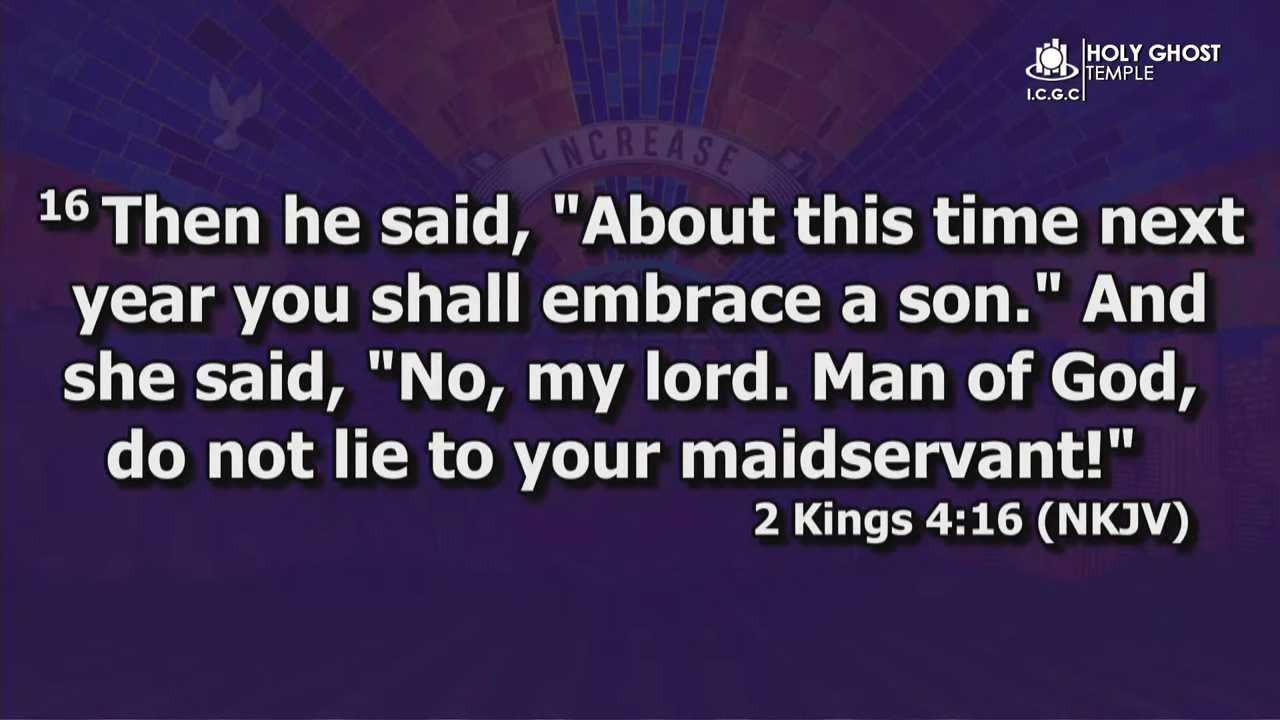 HOLY GHOST
TEMPLE
I.C.G.C
INCREASE
16 Then he said, "About this time next
year you shall embrace a son." And
she said, "No, my lord. Man of God,
do not lie to your maidservant!"
2 Kings 4:16 (NKJV)